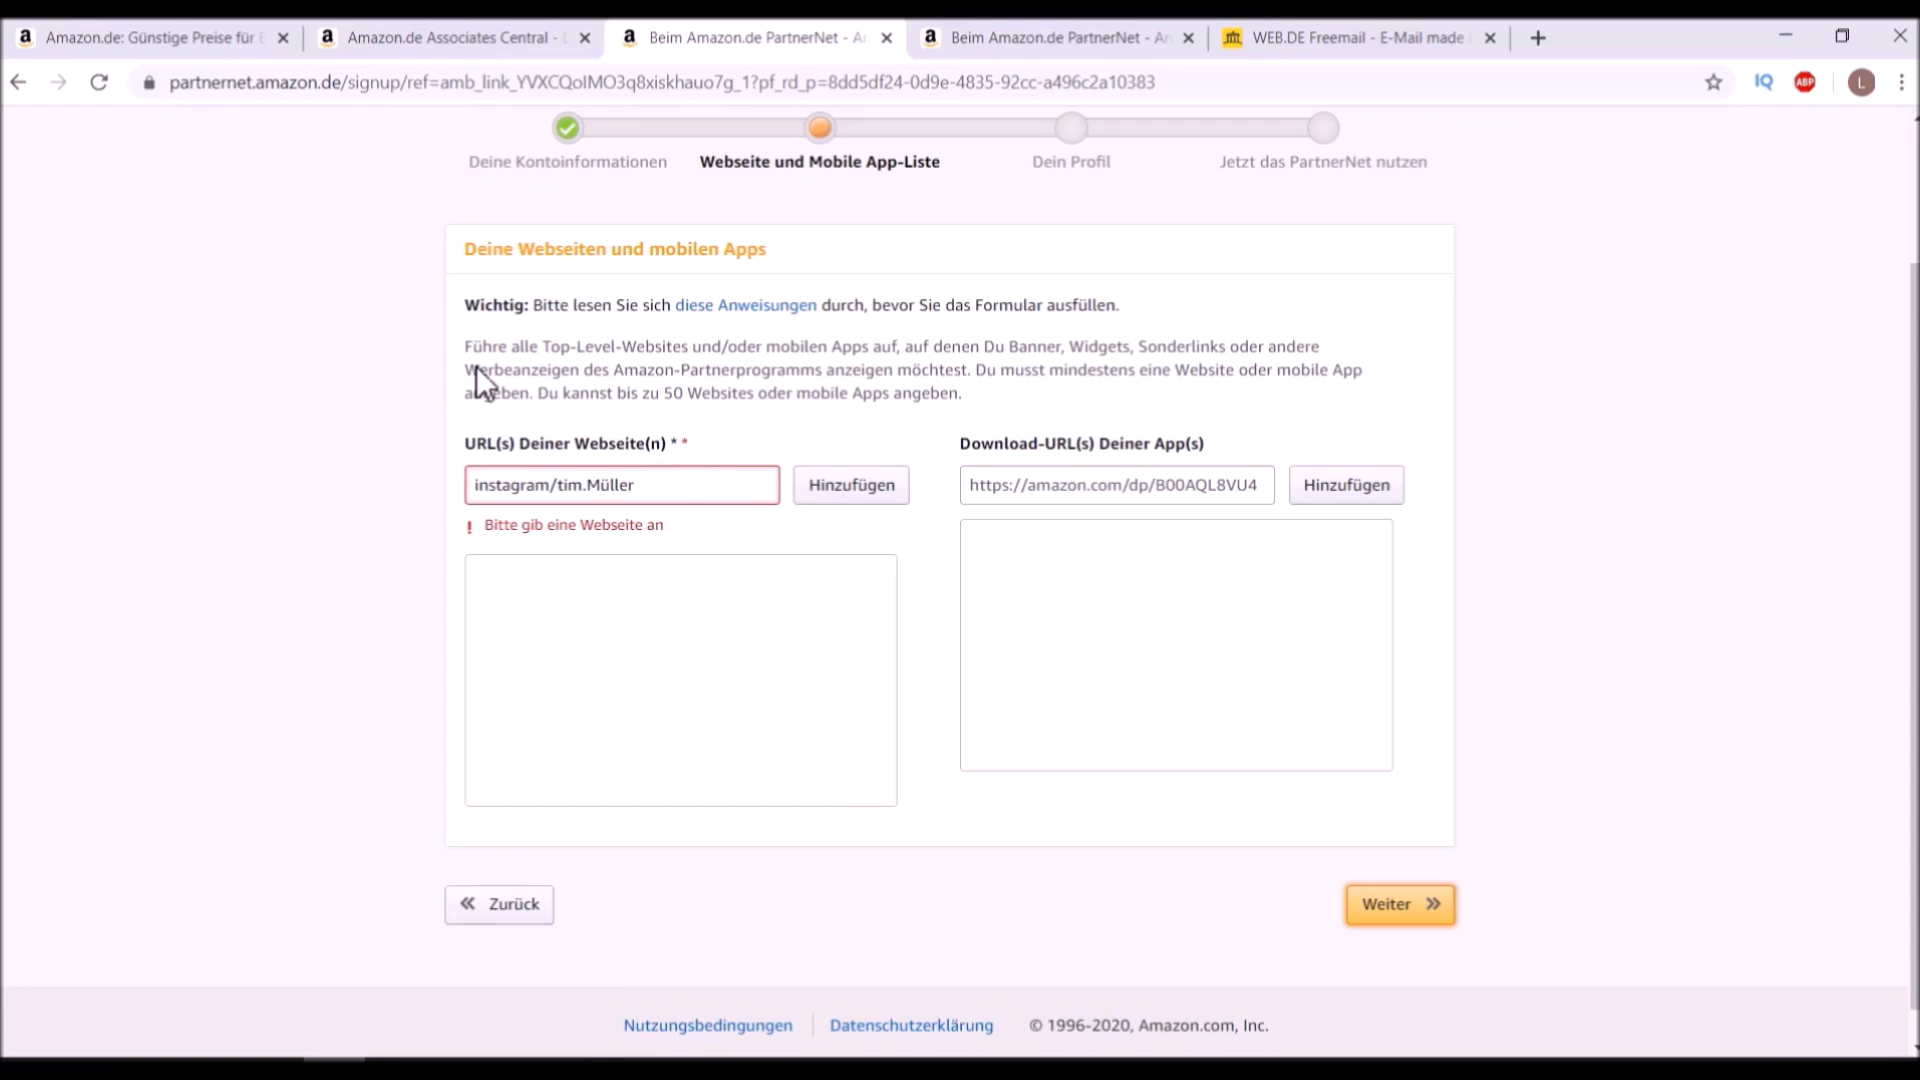 Amazon.de: Günstige Preise für E
Amazon.de Associates Central -
Beim Amazon.de PartnerNet - A
Beim Amazon.de PartnerNet - A
WEB.DE Freemail - E-Mail made
partnernet.amazon.de/signup/ref=amb_link_YVXCQoIMO3q8xiskhauo7g_1?pf_rd_p=8dd5df24-0d9e-4835-92cc-a496c2a10383
IQ
ABP
L
Deine Kontoinformationen
Webseite und Mobile App-Liste
Dein Profil
Jetzt das PartnerNet nutzen
Deine Webseiten und mobilen Apps
Wichtig: Bitte lesen Sie sich diese Anweisungen durch, bevor Sie das Formular ausfüllen.
Führe alle Top-Level-Websites und/oder mobilen Apps auf, auf denen Du Banner, Widgets, Sonderlinks oder andere
Werbeanzeigen des Amazon-Partnerprogramms anzeigen möchtest. Du musst mindestens eine Website oder mobile App
angeben. Du kannst bis zu 50 Websites oder mobile Apps angeben.
URL(s) Deiner Webseite(n) * *
Download-URL(s) Deiner App(s)
instagram/tim.Müller
Hinzufügen
https://amazon.com/dp/B00AQL8VU4
Hinzufügen
! Bitte gib eine Webseite an
« Zurück
Weiter »
Nutzungsbedingungen
Datenschutzerklärung
© 1996-2020, Amazon.com, Inc.